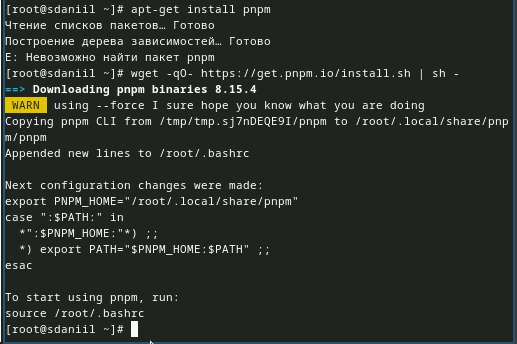 [root@sdaniil ~]# apt-get install pnpm
Чтение списков пакетов… Готово
Построение дерева зависимостей… Готово
E: Невозможно найти пакет pnpm
[root@sdaniil ~]# wget -qO- https://get.pnpm.io/install.sh | sh -
==> Downloading pnpm binaries 8.15.4
WARN using --force I sure hope you know what you are doing
Copying pnpm CLI from /tmp/tmp.sj7nDEQE9I/pnpm to /root/.local/share/pnp
m/pnpm
Appended new lines to /root/.bashrc
Next configuration changes were made:
export PNPM_HOME="/root/.local/share/pnpm"
case ":$PATH:" in
*":$PNPM_HOME:"*) ;;
*) export PATH="$PNPM_HOME:$PATH" ;;
esac
To start using pnpm, run:
source /root/.bashrc
[root@sdaniil ~]#